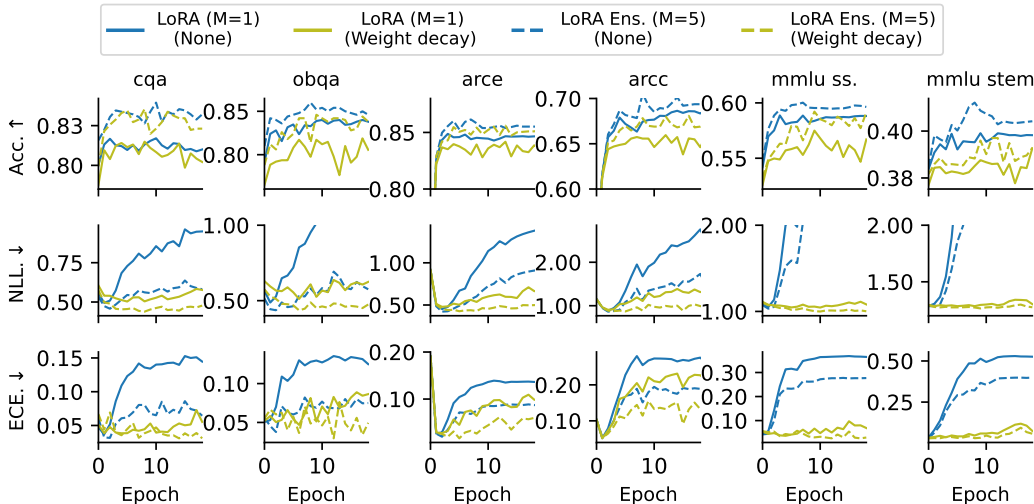 LoRA (M=1) (None)
LoRA (M=1) (Weight decay)
LoRA Ens. (M=5) (None)
LoRA Ens. (M=5) (Weight decay)
cqa
obqa
arce
arcc
mmlu ss.
mmlu stem
Acc. ↑
0.83
0.80
0.85
0.80
0.85
0.80
0.70
0.65
0.60
0.60
0.55
0.40
0.38
NLL. ↓
0.75
0.50
1.00
0.50
1.00
0.50
2.00
1.00
2.00
1.00
2.00
1.50
ECE. ↓
0.15
0.10
0.05
0.10
0.05
0.20
0.10
0.20
0.10
0.30
0.20
0.10
0.50
0.25
0 10
0 10
0 10
0 10
0 10
0 10
Epoch
Epoch
Epoch
Epoch
Epoch
Epoch